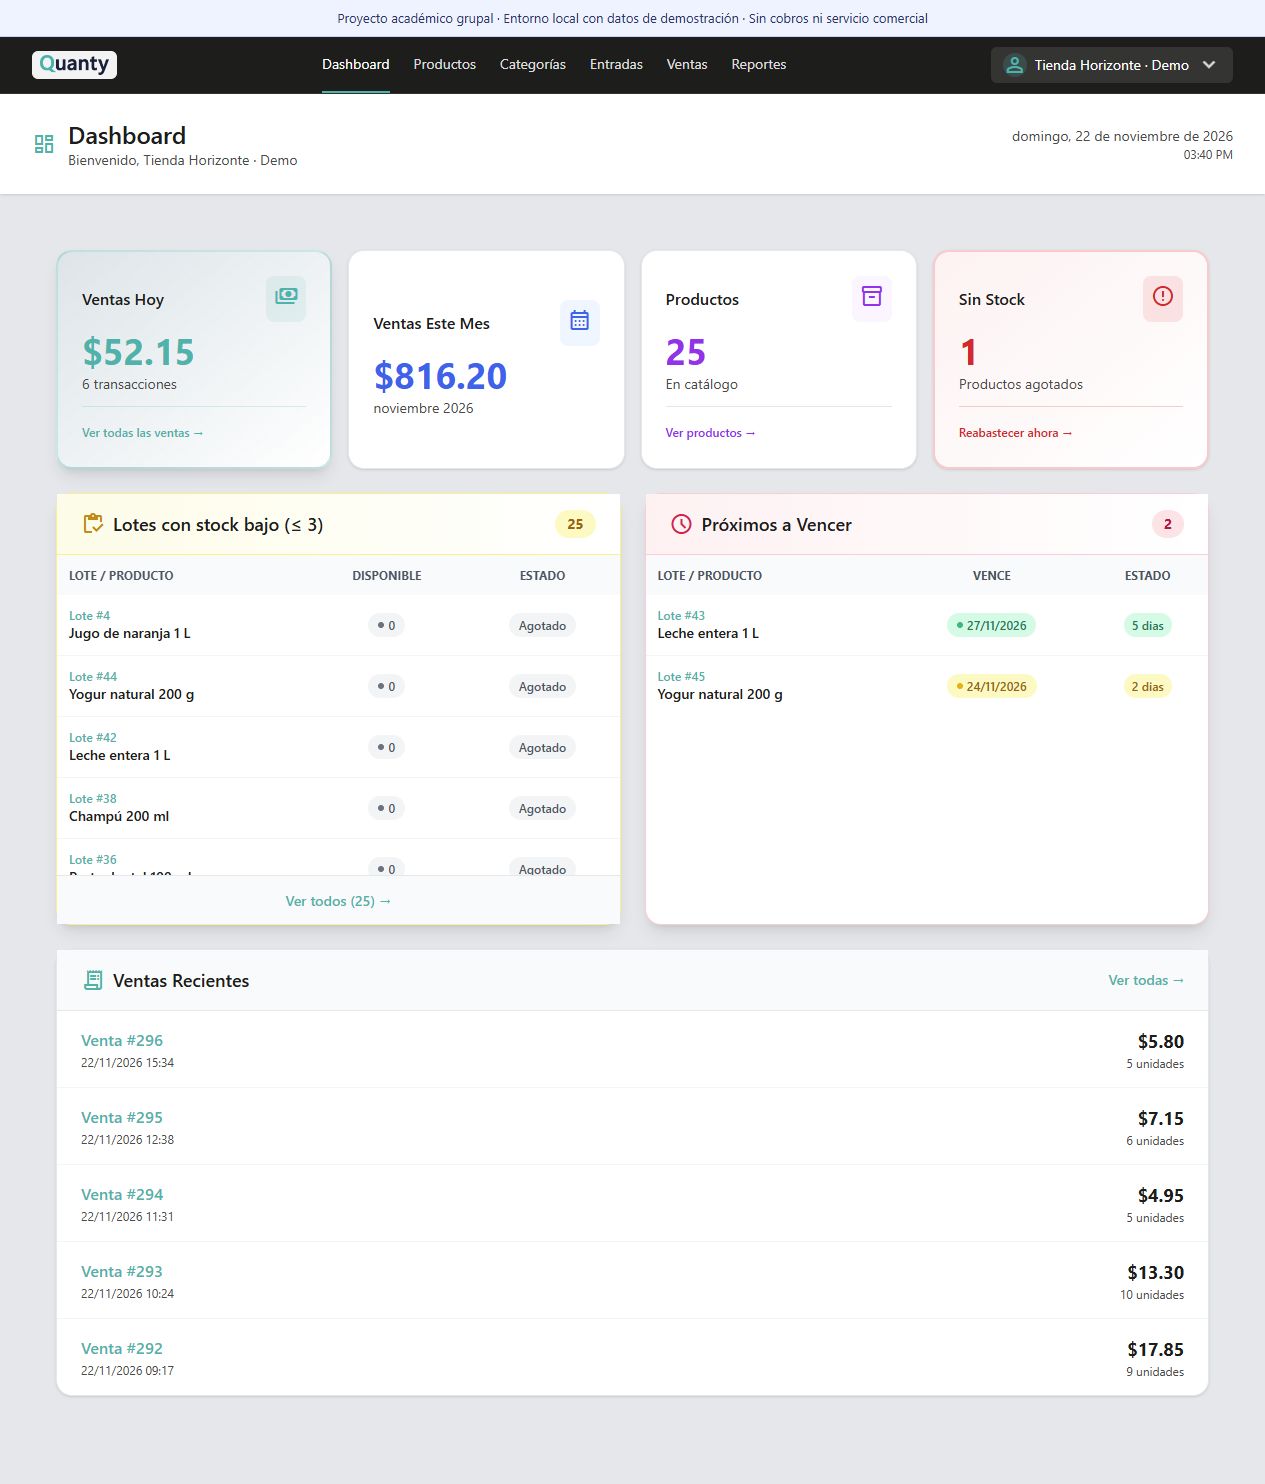 Proyecto académico grupal · Entorno local con datos de demostración · Sin cobros ni servicio comercial
Quanty
Dashboard
Productos
Categorías
Entradas
Ventas
Reportes
Tienda Horizonte · Demo
Dashboard
Bienvenido, Tienda Horizonte · Demo
domingo, 22 de noviembre de 2026
03:40 PM
Ventas Hoy
$52.15
6 transacciones
Ver todas las ventas →
Ventas Este Mes
$816.20
noviembre 2026
Productos
25
En catálogo
Ver productos →
Sin Stock
1
Productos agotados
Reabastecer ahora →
Lotes con stock bajo (≤ 3)
25
LOTE / PRODUCTO DISPONIBLE ESTADO
Lote #4
Jugo de naranja 1 L
0
Agotado
Lote #44
Yogur natural 200 g
0
Agotado
Lote #42
Leche entera 1 L
0
Agotado
Lote #38
Champú 200 ml
0
Agotado
Lote #36
0
Agotado
Ver todos (25) →
Próximos a Vencer
2
LOTE / PRODUCTO VENCE ESTADO
Lote #43
Leche entera 1 L
27/11/2026
5 dias
Lote #45
Yogur natural 200 g
24/11/2026
2 dias
Ventas Recientes
Ver todas →
Venta #296
22/11/2026 15:34
$5.80
5 unidades
Venta #295
22/11/2026 12:38
$7.15
6 unidades
Venta #294
22/11/2026 11:31
$4.95
5 unidades
Venta #293
22/11/2026 10:24
$13.30
10 unidades
Venta #292
22/11/2026 09:17
$17.85
9 unidades